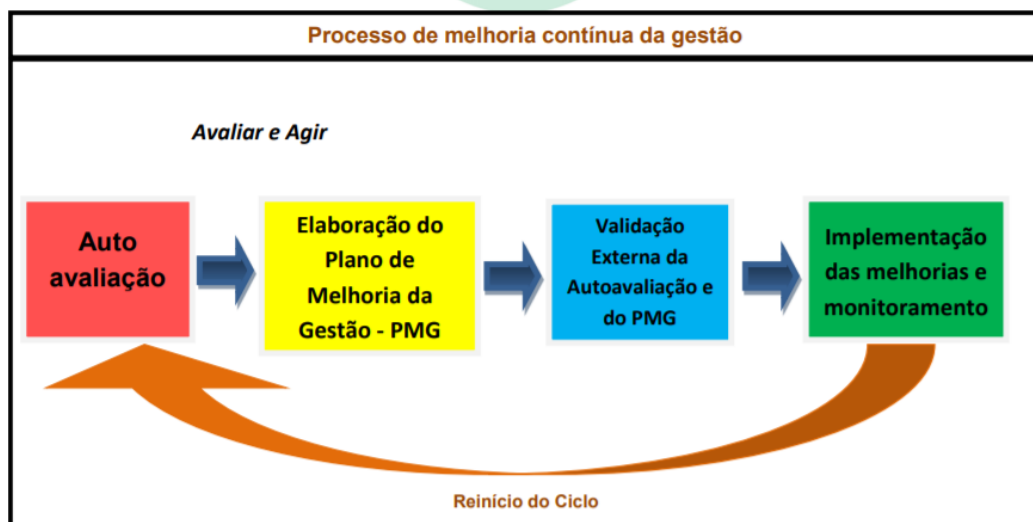 Processo de melhoria contínua da gestão
Avaliar e Agir
Auto
avaliação
Elaboração do
Plano de
Melhoria da
Gestão - PMG
Validação
Externa da
Autoavaliação e
do PMG
Implementação
das melhorias e
monitoramento
Reinício do Ciclo